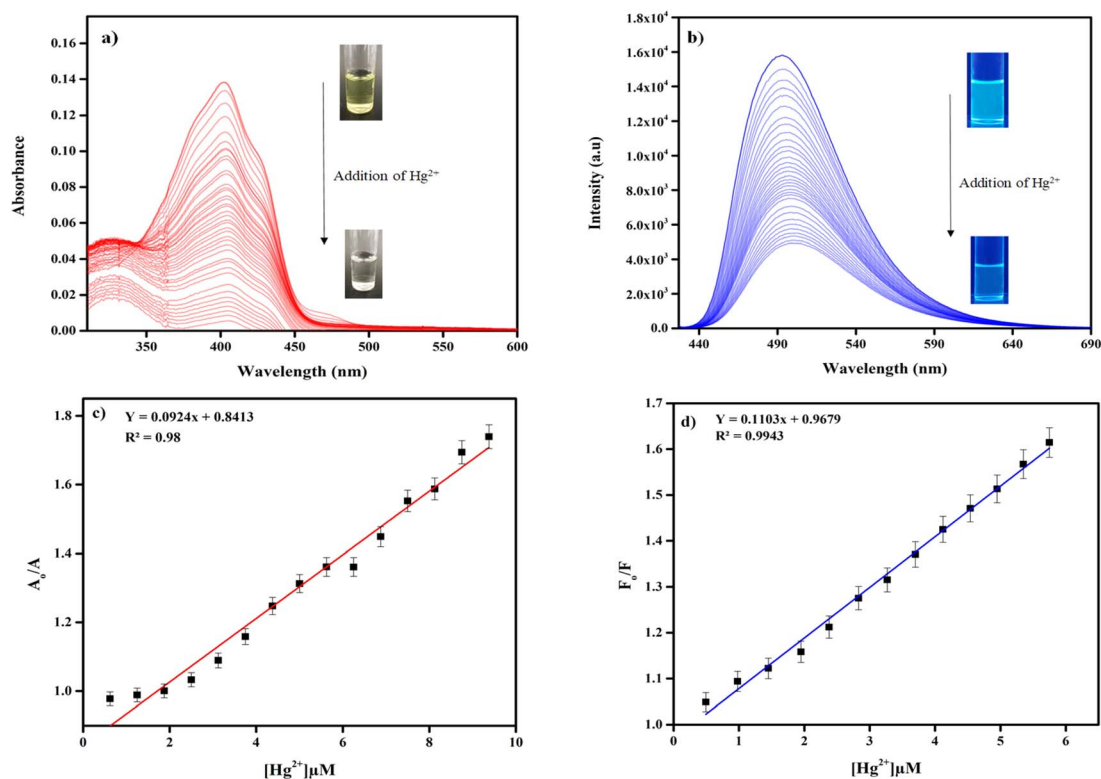 a)
0.16
0.14
0.12
0.10
0.08
0.06
0.04
0.02
0.00
Absorbance
Addition of Hg²⁺
350 400 450 500 550 600
Wavelength (nm)
b)
1.8x10⁴
1.6x10⁴
1.4x10⁴
1.2x10⁴
1.0x10⁴
8.0x10³
6.0x10³
4.0x10³
2.0x10³
0.0
Intensity (a.u)
Addition of Hg²⁺
440 490 540 590 640 690
Wavelength (nm)
c)
Y = 0.0924x + 0.8413
R² = 0.98
1.8
1.6
1.4
1.2
1.0
Aₒ/A
0 2 4 6 8 10
[Hg²⁺]μM
d)
Y = 0.1103x + 0.9679
R² = 0.9943
1.7
1.6
1.5
1.4
1.3
1.2
1.1
1.0
Fₒ/F
0 1 2 3 4 5 6
[Hg²⁺]μM